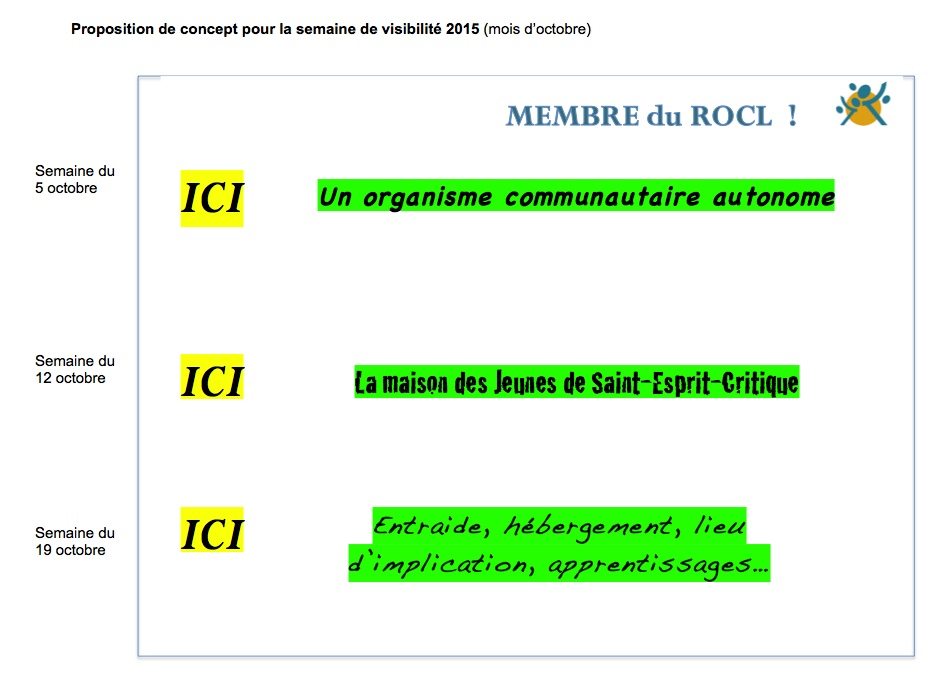 Proposition de concept pour la semaine de visibilité 2015 (mois d'octobre)
MEMBRE du ROCL !
Semaine du
5 octobre
ICI
Un organisme communautaire autonome
Semaine du
12 octobre
ICI
La maison des Jeunes de Saint-Esprit-Critique
Semaine du
19 octobre
ICI
Entraide, hébergement, lieu
d'implication, apprentissages...